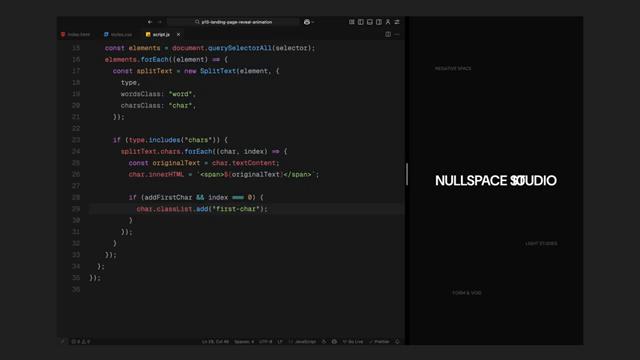 p10-landing-page-reveal-animation
index.html
styles.css
script.js
15 const elements = document.querySelectorAll(selector);
16 elements.forEach((element) => {
17 const splitText = new SplitText(element, {
18 type,
19 wordsClass: "word",
20 charsClass: "char",
21 });
22
23 if (type.includes("chars")) {
24 splitText.chars.forEach((char, index) => {
25 const originalText = char.textContent;
26 char.innerHTML = `<span>${originalText}</span>`;
27
28 if (addFirstChar && index === 0) {
29 char.classList.add("first-char");
30 }
31 });
32 }
33 });
34 };
35 });
36
Ln 29, Col 46 Spaces: 4 UTF-8 LF JavaScript Go Live Prettier
NEGATIVE SPACE
NULLSPACE STUDIO
LIGHT STUDIES
FORM & VOID